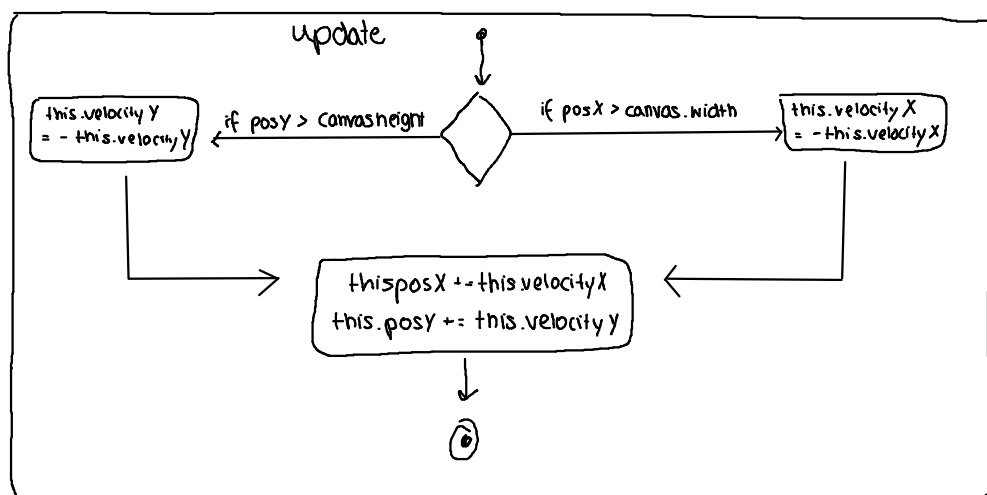 update
this.velocity Y
= - this.velocity Y
if posY > Canvasheight
if posX > canvas.width
this.velocity X
= -this.velocityX
thisposX += this.velocityX
this.posY += this.velocity Y